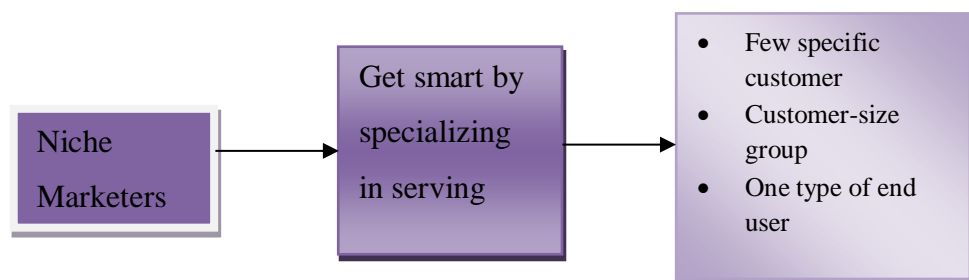 Niche
Marketers
Get smart by
specializing
in serving
• Few specific
customer
• Customer-size
group
• One type of end
user